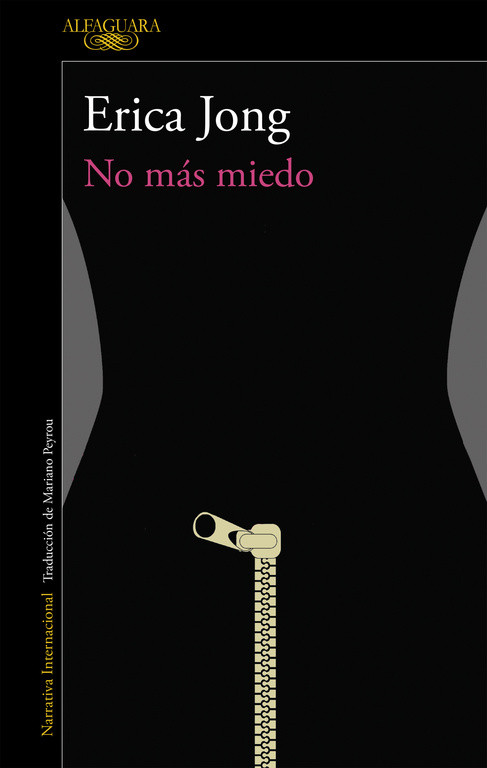 ALFAGUARA
Erica Jong
No más miedo
Narrativa Internacional Traducción de Mariano Peyrou